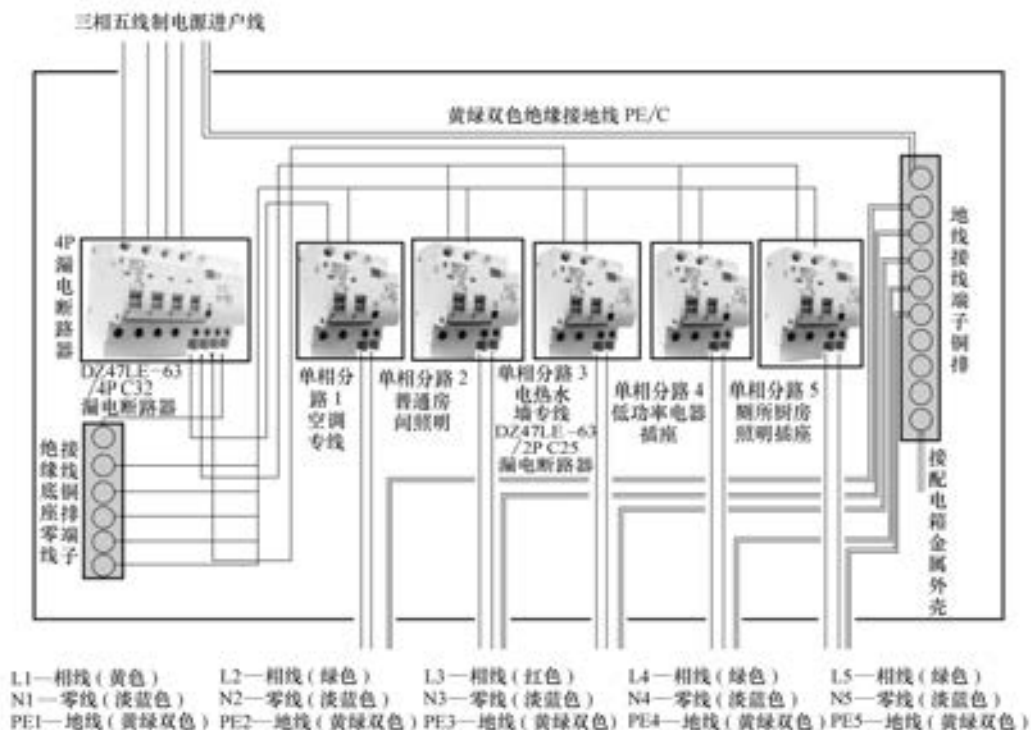 三相五线制电源进户线
黄绿双色绝缘接地线 PE/C
4P漏电断路器
DZ47LE-63
/4P C32
漏电断路器
单相分
路 1
空调
专线
单相分路 2
普通房
间照明
单相分路 3
电热水
墙专线
DZ47LE-63
/2P C25
漏电断路器
单相分路 4
低功率电器
插座
单相分路 5
厕所厨房
照明插座
地线接线端子铜排
接配电箱金属外壳
绝缘底座零线
接线铜排端子
L1—相线(黄色)
N1—零线(淡蓝色)
PE1—地线(黄绿双色)
L2—相线(绿色)
N2—零线(淡蓝色)
PE2—地线(黄绿双色)
L3—相线(红色)
N3—零线(淡蓝色)
PE3—地线(黄绿双色)
L4—相线(绿色)
N4—零线(淡蓝色)
PE4—地线(黄绿双色)
L5—相线(绿色)
N5—零线(淡蓝色)
PE5—地线(黄绿双色)